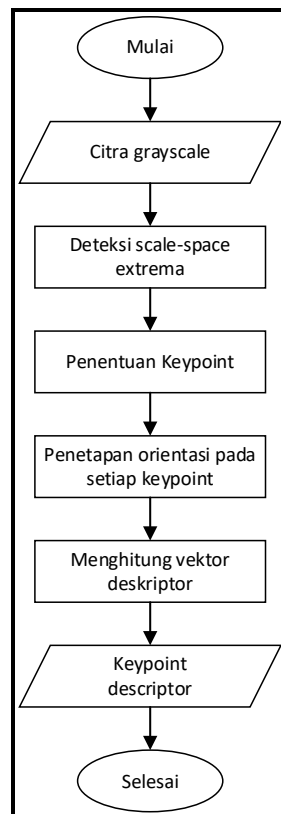 Mulai
Citra grayscale
Deteksi scale-space
extrema
Penentuan Keypoint
Penetapan orientasi pada
setiap keypoint
Menghitung vektor
deskriptor
Keypoint
descriptor
Selesai